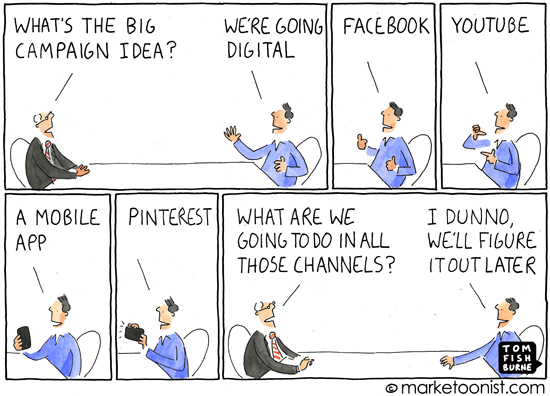 WHAT'S THE BIG
CAMPAIGN IDEA?
WE'RE GOING
DIGITAL
FACEBOOK
YOUTUBE
A MOBILE
APP
PINTEREST
WHAT ARE WE
GOING TO DO IN ALL
THOSE CHANNELS?
I DUNNO,
WE'LL FIGURE
IT OUT LATER
TOM
FISH
BURNE
© marketoonist.com